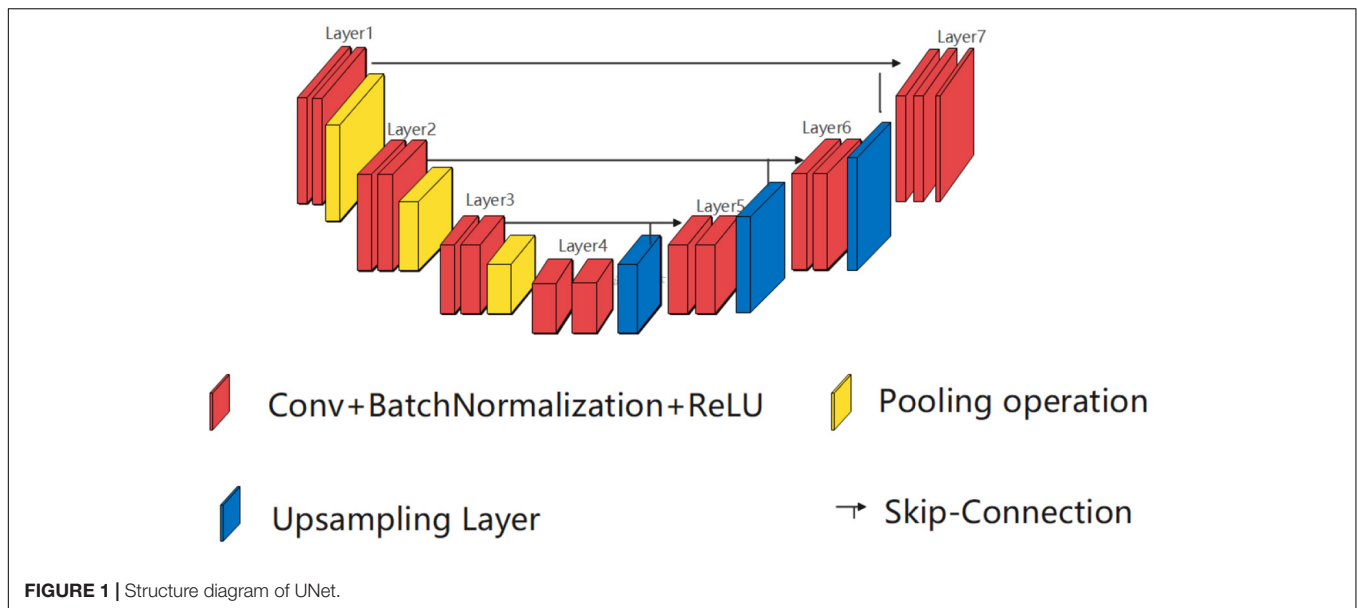 Layer1
Layer7
Layer2
Layer6
Layer3
Layer5
Layer4
Conv+BatchNormalization+ReLU
Pooling operation
Upsampling Layer
Skip-Connection
FIGURE 1 | Structure diagram of UNet.